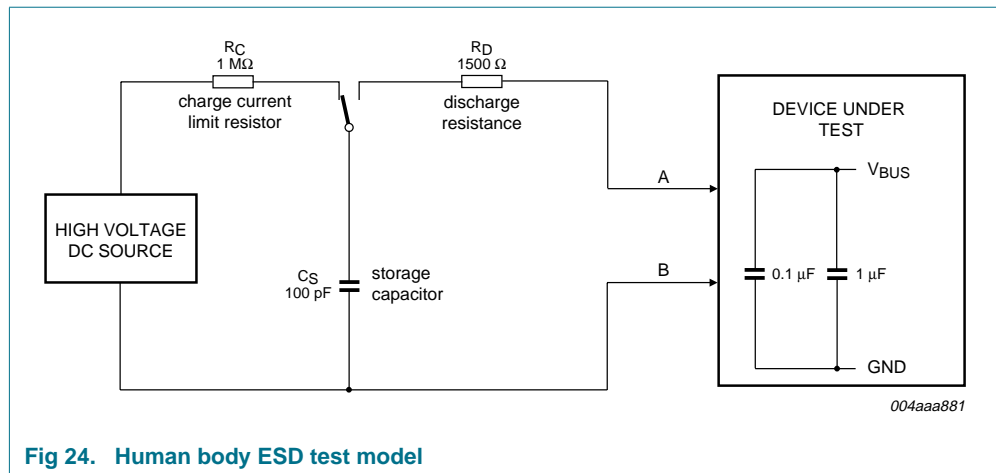 RC
1 MΩ
charge current
limit resistor
RD
1500 Ω
discharge
resistance
DEVICE UNDER
TEST
A
VBUS
HIGH VOLTAGE
DC SOURCE
CS
100 pF
storage
capacitor
B
0.1 μF
1 μF
GND
004aaa881
Fig 24. Human body ESD test model